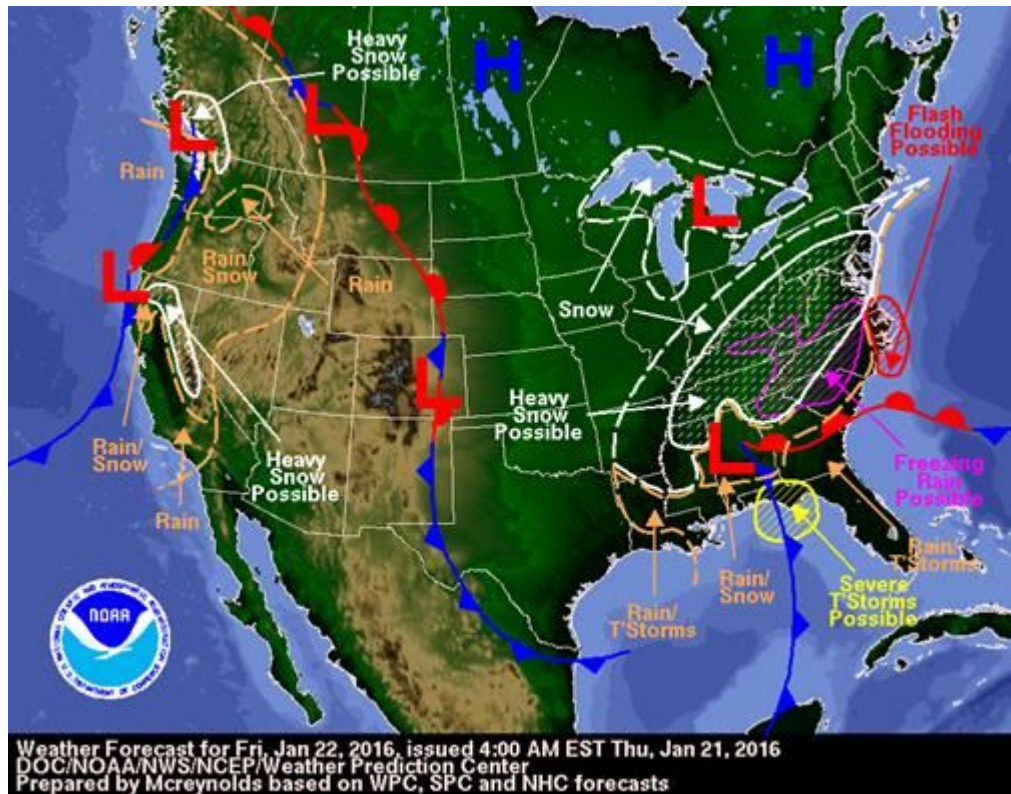 Heavy
Snow
Possible
H
H
L
L
Flash
Flooding
Possible
Rain
L
Rain/
Snow
Rain
L
Snow
L
Heavy
Snow
Possible
L
Rain/
Snow
Heavy
Snow
Possible
Freezing
Rain
Possible
Rain
Rain/
T'Storms
Rain/
Snow
Severe
T'Storms
Possible
Rain/
T'Storms
NOAA
Weather Forecast for Fri, Jan 22, 2016, issued 4:00 AM EST Thu, Jan 21, 2016
DOC/NOAA/NWS/NCEP/Weather Prediction Center
Prepared by Mcreynolds based on WPC, SPC and NHC forecasts